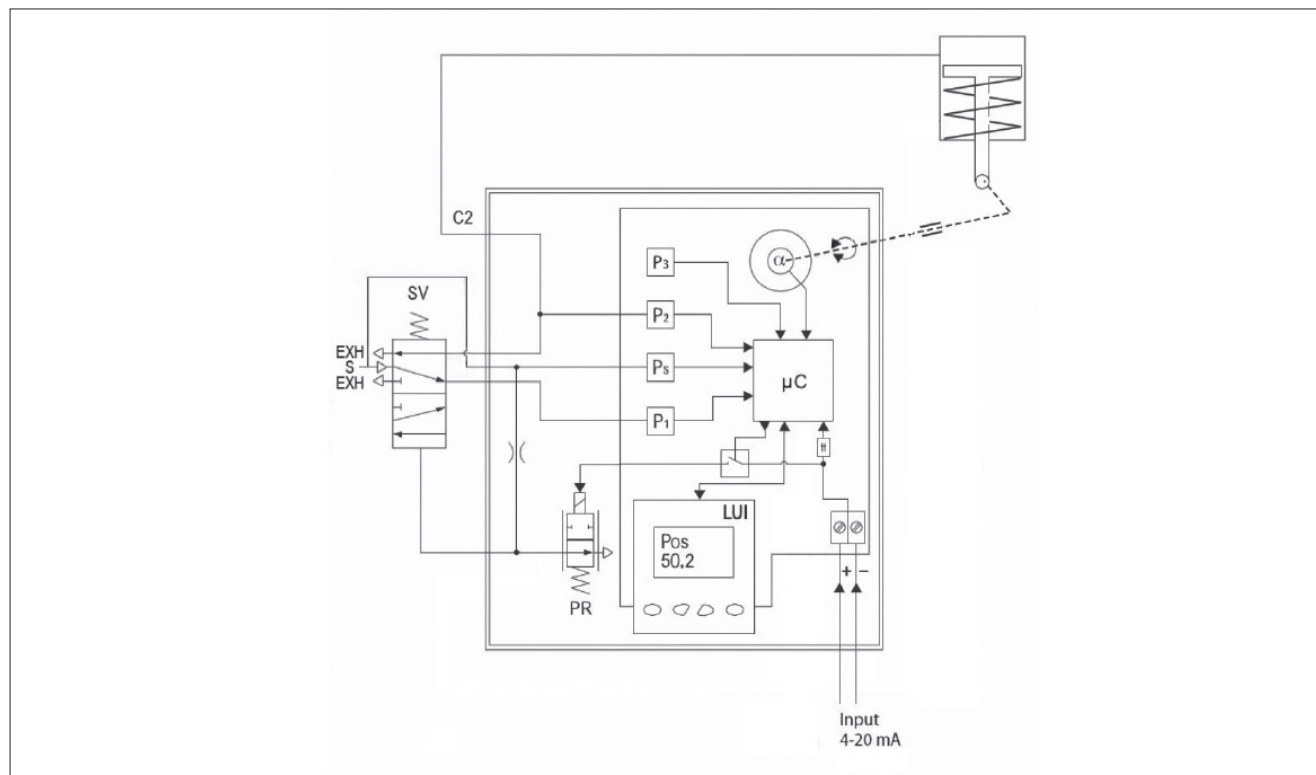 C2
SV
EXH
S
EXH
P3
α
P2
PS
P1
µC
LUI
Pos
50.2
PR
+ −
Input
4-20 mA